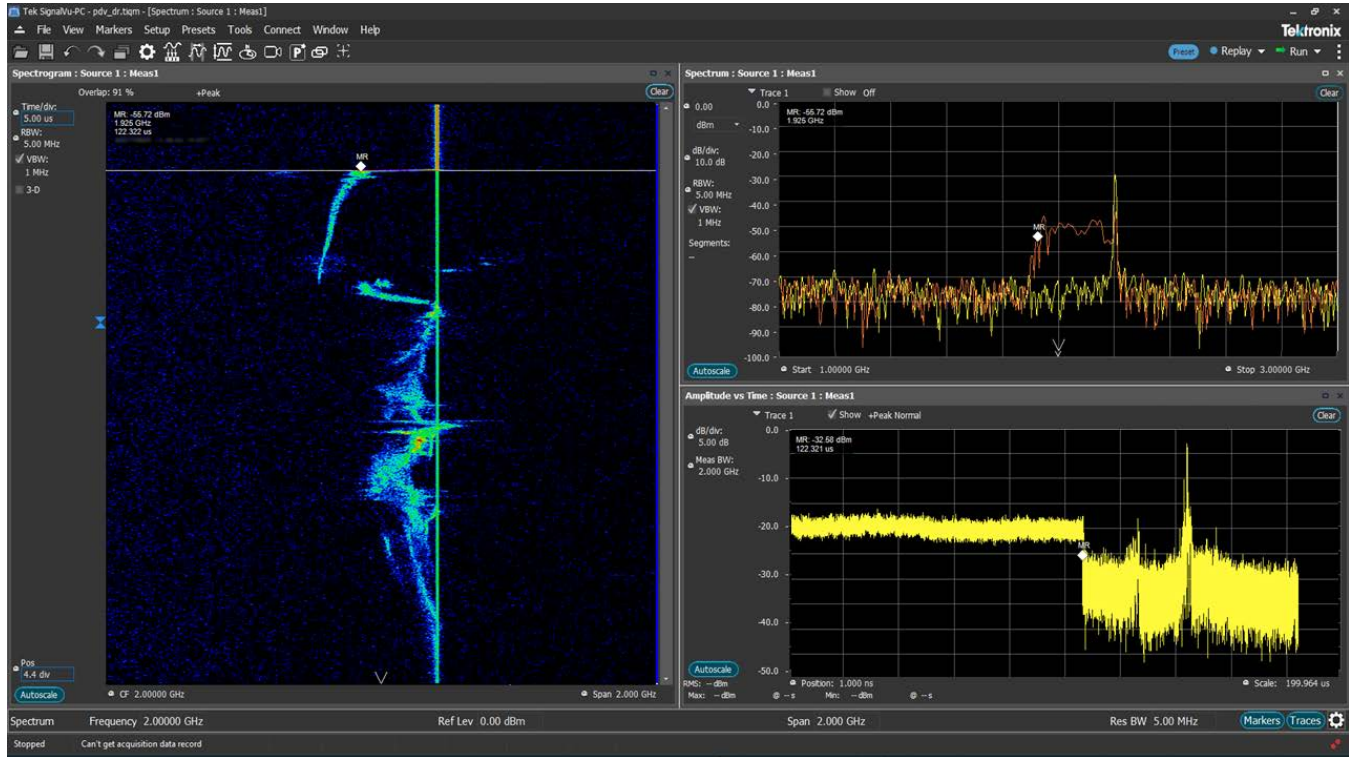 Tek SignalVu-PC - pdv_dr.tiqm - [Spectrum : Source 1 : Meas1]
File View Markers Setup Presets Tools Connect Window Help
Tektronix
Preset Replay Run
Spectrogram : Source 1 : Meas1
Overlap: 91 % +Peak Clear
Time/div:
5.00 us
RBW:
5.00 MHz
VBW:
1 MHz
3-D
MR: -55.72 dBm
1.925 GHz
122.322 us
MR
Pos
4.4 div
Autoscale
CF 2.00000 GHz Span 2.000 GHz
Spectrum : Source 1 : Meas1
Trace 1 Show Off Clear
0.00
dBm
dB/div:
10.0 dB
RBW:
5.00 MHz
VBW:
1 MHz
Segments:
--
0.0
-10.0
-20.0
-30.0
-40.0
-50.0
-60.0
-70.0
-80.0
-90.0
-100.0
MR: -55.72 dBm
1.925 GHz
MR
Autoscale
Start 1.00000 GHz Stop 3.00000 GHz
Amplitude vs Time : Source 1 : Meas1
Trace 1 Show +Peak Normal Clear
dB/div:
5.00 dB
Meas BW:
2.000 GHz
0.0
-10.0
-20.0
-30.0
-40.0
-50.0
MR: -32.58 dBm
122.321 us
MR
Autoscale
Position: 1.000 ns Scale: 199.964 us
RMS: -- dBm
Max: -- dBm @ -- s Min: -- dBm @ -- s
Spectrum Frequency 2.00000 GHz Ref Lev 0.00 dBm Span 2.000 GHz Res BW 5.00 MHz Markers Traces
Stopped Can't get acquisition data record